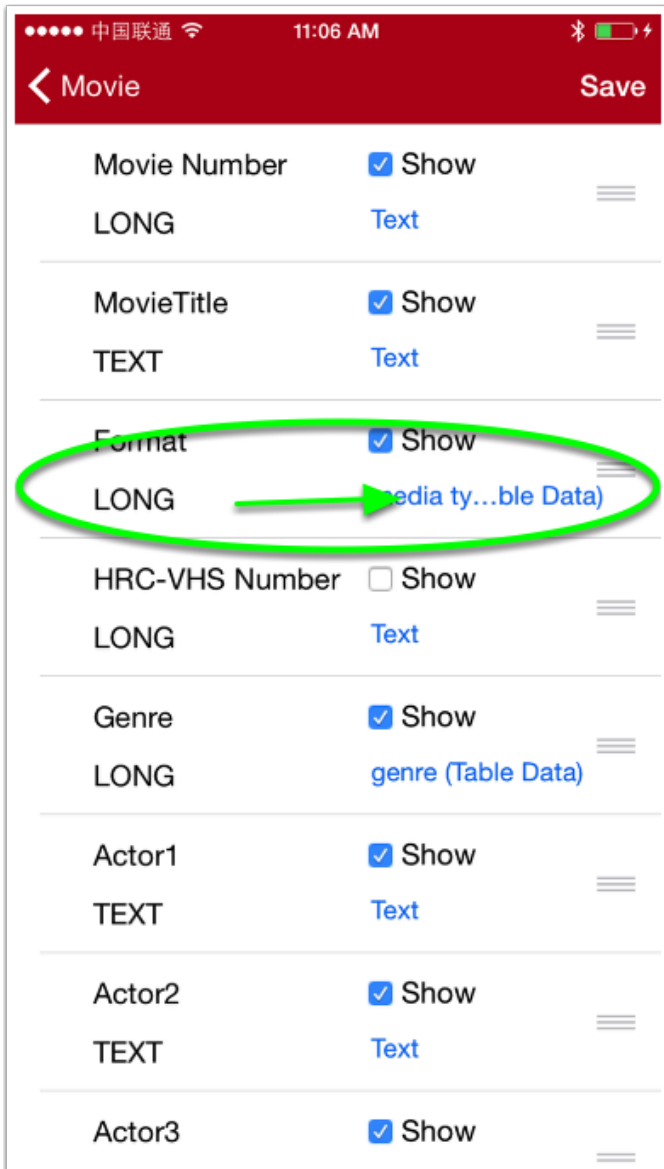 中国联通 11:06 AM
Movie Save
Movie Number Show
LONG Text
MovieTitle Show
TEXT Text
Format Show
LONG media ty…ble Data)
HRC-VHS Number Show
LONG Text
Genre Show
LONG genre (Table Data)
Actor1 Show
TEXT Text
Actor2 Show
TEXT Text
Actor3 Show